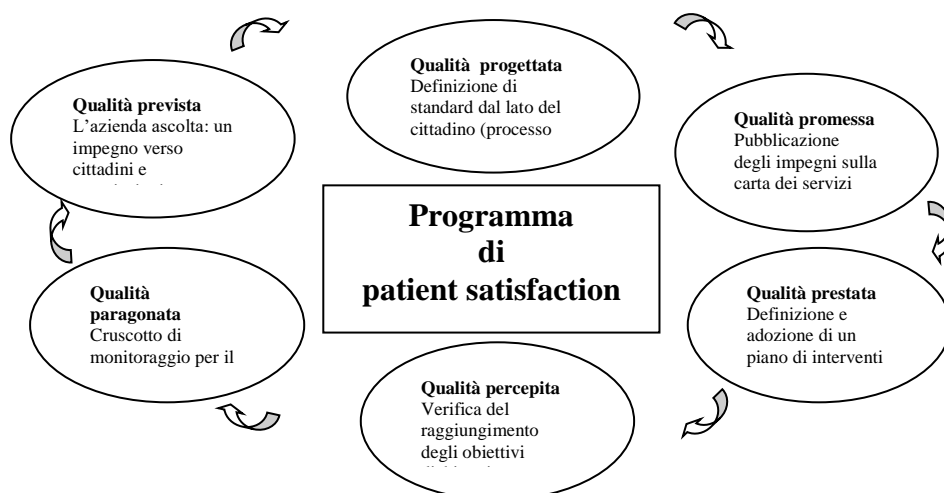 Qualità prevista
L'azienda ascolta: un
impegno verso
cittadini e
Qualità progettata
Definizione di
standard dal lato del
cittadino (processo
Qualità promessa
Pubblicazione
degli impegni sulla
carta dei servizi
Programma
di
patient satisfaction
Qualità
paragonata
Cruscotto di
monitoraggio per il
Qualità prestata
Definizione e
adozione di un
piano di interventi
Qualità percepita
Verifica del
raggiungimento
degli obiettivi